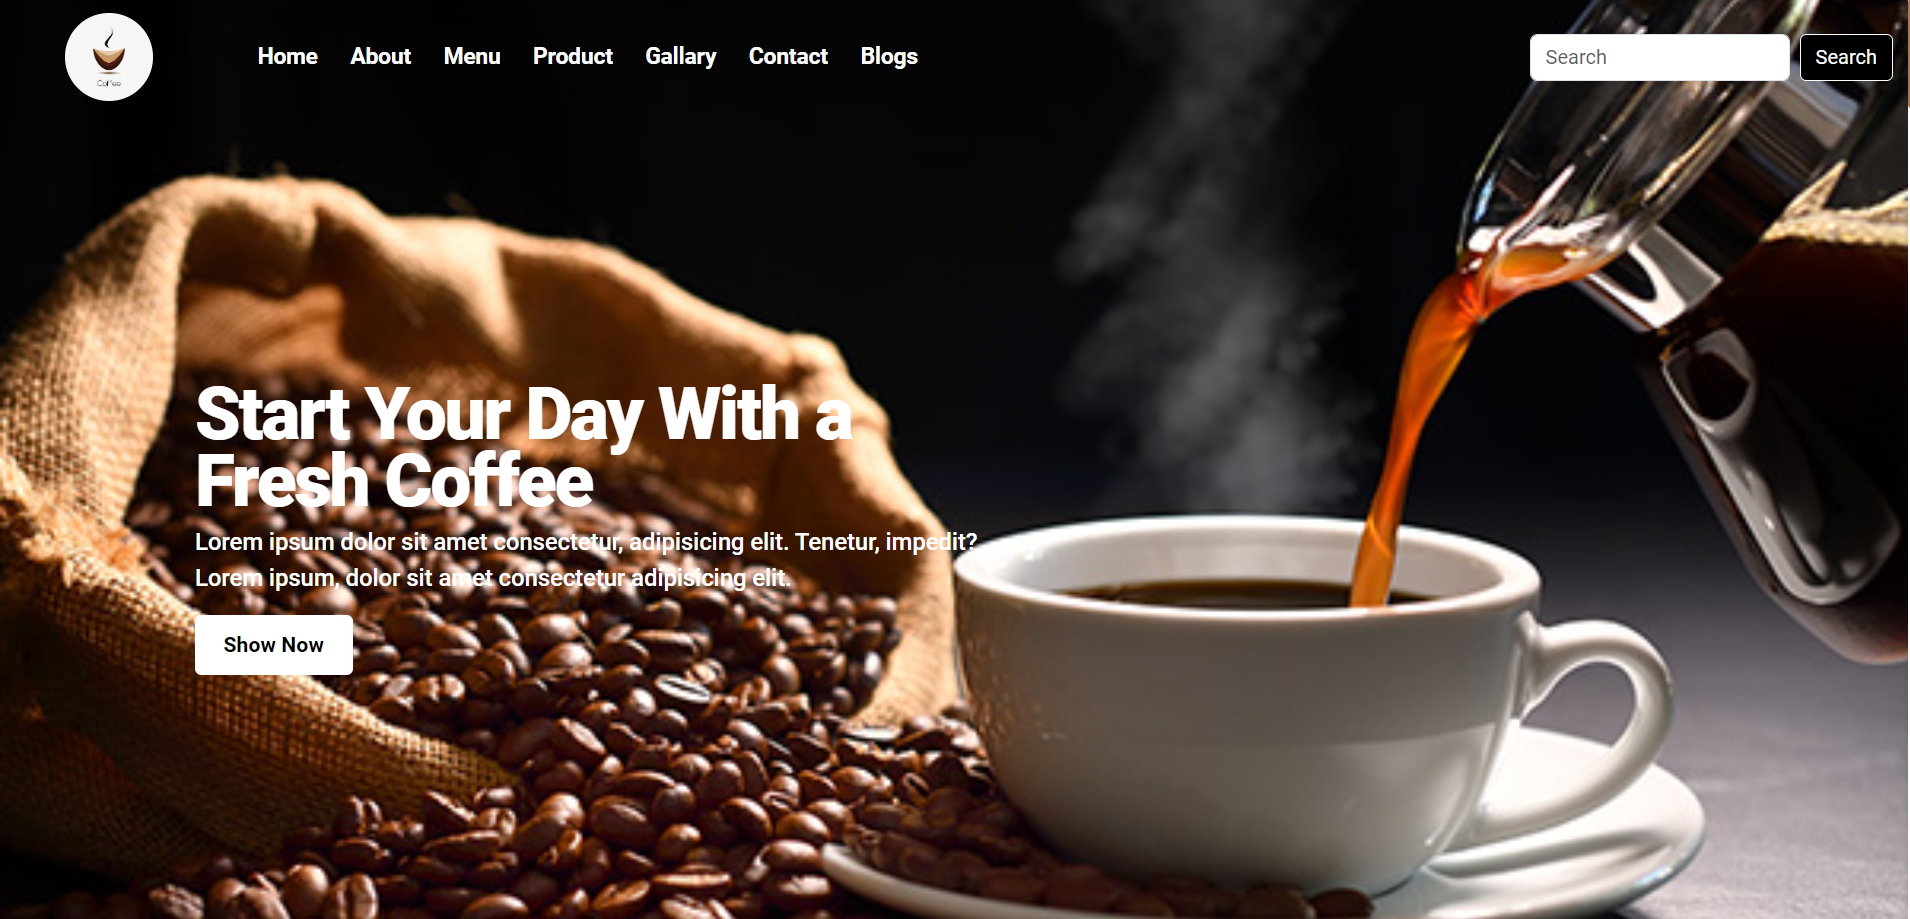 Coffee
Home About Menu Product Gallary Contact Blogs
Search Search
Start Your Day With a
Fresh Coffee
Lorem ipsum dolor sit amet consectetur, adipisicing elit. Tenetur, impedit?
Lorem ipsum, dolor sit amet consectetur adipisicing elit.
Show Now